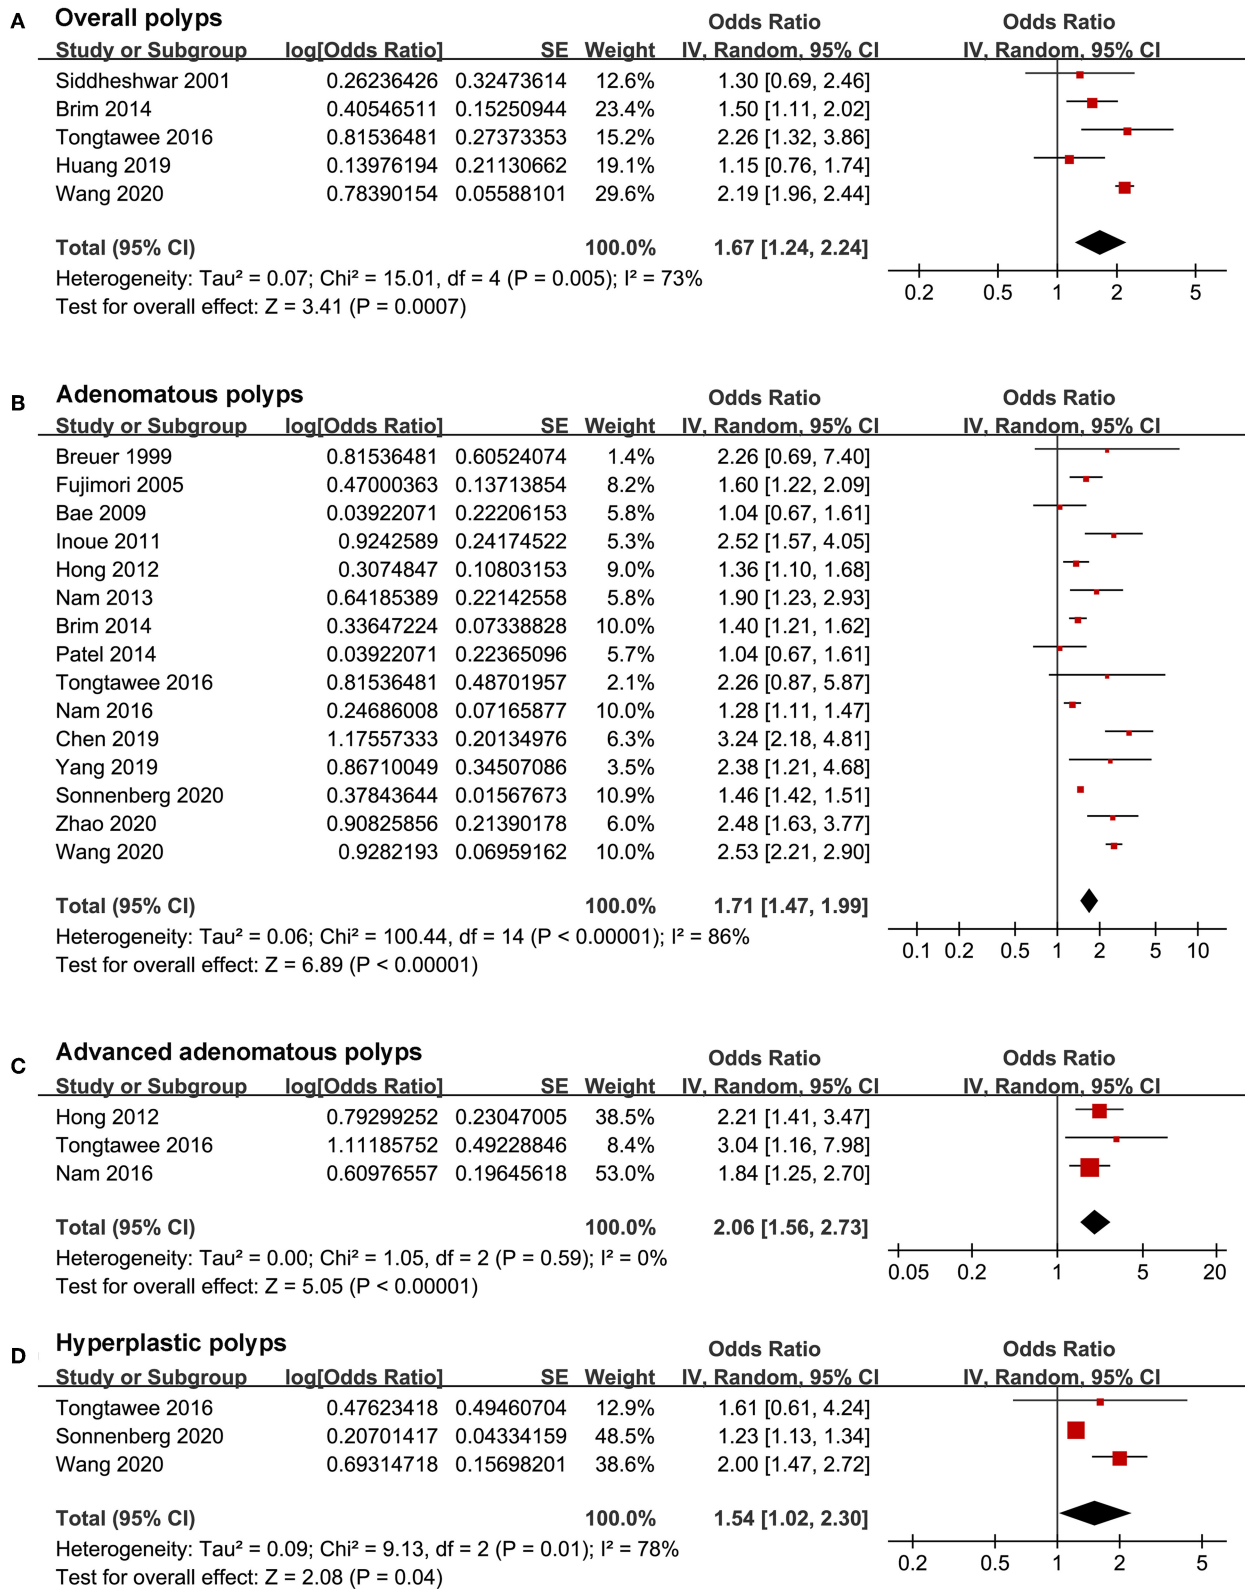 A Overall polyps
Odds Ratio Odds Ratio
Study or Subgroup log[Odds Ratio] SE Weight IV, Random, 95% CI IV, Random, 95% CI
Siddheshwar 2001 0.26236426 0.32473614 12.6% 1.30 [0.69, 2.46]
Brim 2014 0.40546511 0.15250944 23.4% 1.50 [1.11, 2.02]
Tongtawee 2016 0.81536481 0.27373353 15.2% 2.26 [1.32, 3.86]
Huang 2019 0.13976194 0.21130662 19.1% 1.15 [0.76, 1.74]
Wang 2020 0.78390154 0.05588101 29.6% 2.19 [1.96, 2.44]
Total (95% CI) 100.0% 1.67 [1.24, 2.24]
Heterogeneity: Tau² = 0.07; Chi² = 15.01, df = 4 (P = 0.005); I² = 73%
Test for overall effect: Z = 3.41 (P = 0.0007)
0.2 0.5 1 2 5
B Adenomatous polyps
Odds Ratio Odds Ratio
Study or Subgroup log[Odds Ratio] SE Weight IV, Random, 95% CI IV, Random, 95% CI
Breuer 1999 0.81536481 0.60524074 1.4% 2.26 [0.69, 7.40]
Fujimori 2005 0.47000363 0.13713854 8.2% 1.60 [1.22, 2.09]
Bae 2009 0.03922071 0.22206153 5.8% 1.04 [0.67, 1.61]
Inoue 2011 0.9242589 0.24174522 5.3% 2.52 [1.57, 4.05]
Hong 2012 0.3074847 0.10803153 9.0% 1.36 [1.10, 1.68]
Nam 2013 0.64185389 0.22142558 5.8% 1.90 [1.23, 2.93]
Brim 2014 0.33647224 0.07338828 10.0% 1.40 [1.21, 1.62]
Patel 2014 0.03922071 0.22365096 5.7% 1.04 [0.67, 1.61]
Tongtawee 2016 0.81536481 0.48701957 2.1% 2.26 [0.87, 5.87]
Nam 2016 0.24686008 0.07165877 10.0% 1.28 [1.11, 1.47]
Chen 2019 1.17557333 0.20134976 6.3% 3.24 [2.18, 4.81]
Yang 2019 0.86710049 0.34507086 3.5% 2.38 [1.21, 4.68]
Sonnenberg 2020 0.37843644 0.01567673 10.9% 1.46 [1.42, 1.51]
Zhao 2020 0.90825856 0.21390178 6.0% 2.48 [1.63, 3.77]
Wang 2020 0.9282193 0.06959162 10.0% 2.53 [2.21, 2.90]
Total (95% CI) 100.0% 1.71 [1.47, 1.99]
Heterogeneity: Tau² = 0.06; Chi² = 100.44, df = 14 (P < 0.00001); I² = 86%
0.1 0.2 0.5 1 2 5 10
Test for overall effect: Z = 6.89 (P < 0.00001)
C Advanced adenomatous polyps
Odds Ratio Odds Ratio
Study or Subgroup log[Odds Ratio] SE Weight IV, Random, 95% CI IV, Random, 95% CI
Hong 2012 0.79299252 0.23047005 38.5% 2.21 [1.41, 3.47]
Tongtawee 2016 1.11185752 0.49228846 8.4% 3.04 [1.16, 7.98]
Nam 2016 0.60976557 0.19645618 53.0% 1.84 [1.25, 2.70]
Total (95% CI) 100.0% 2.06 [1.56, 2.73]
Heterogeneity: Tau² = 0.00; Chi² = 1.05, df = 2 (P = 0.59); I² = 0%
0.05 0.2 1 5 20
Test for overall effect: Z = 5.05 (P < 0.00001)
D Hyperplastic polyps
Odds Ratio Odds Ratio
Study or Subgroup log[Odds Ratio] SE Weight IV, Random, 95% CI IV, Random, 95% CI
Tongtawee 2016 0.47623418 0.49460704 12.9% 1.61 [0.61, 4.24]
Sonnenberg 2020 0.20701417 0.04334159 48.5% 1.23 [1.13, 1.34]
Wang 2020 0.69314718 0.15698201 38.6% 2.00 [1.47, 2.72]
Total (95% CI) 100.0% 1.54 [1.02, 2.30]
Heterogeneity: Tau² = 0.09; Chi² = 9.13, df = 2 (P = 0.01); I² = 78%
0.2 0.5 1 2 5
Test for overall effect: Z = 2.08 (P = 0.04)